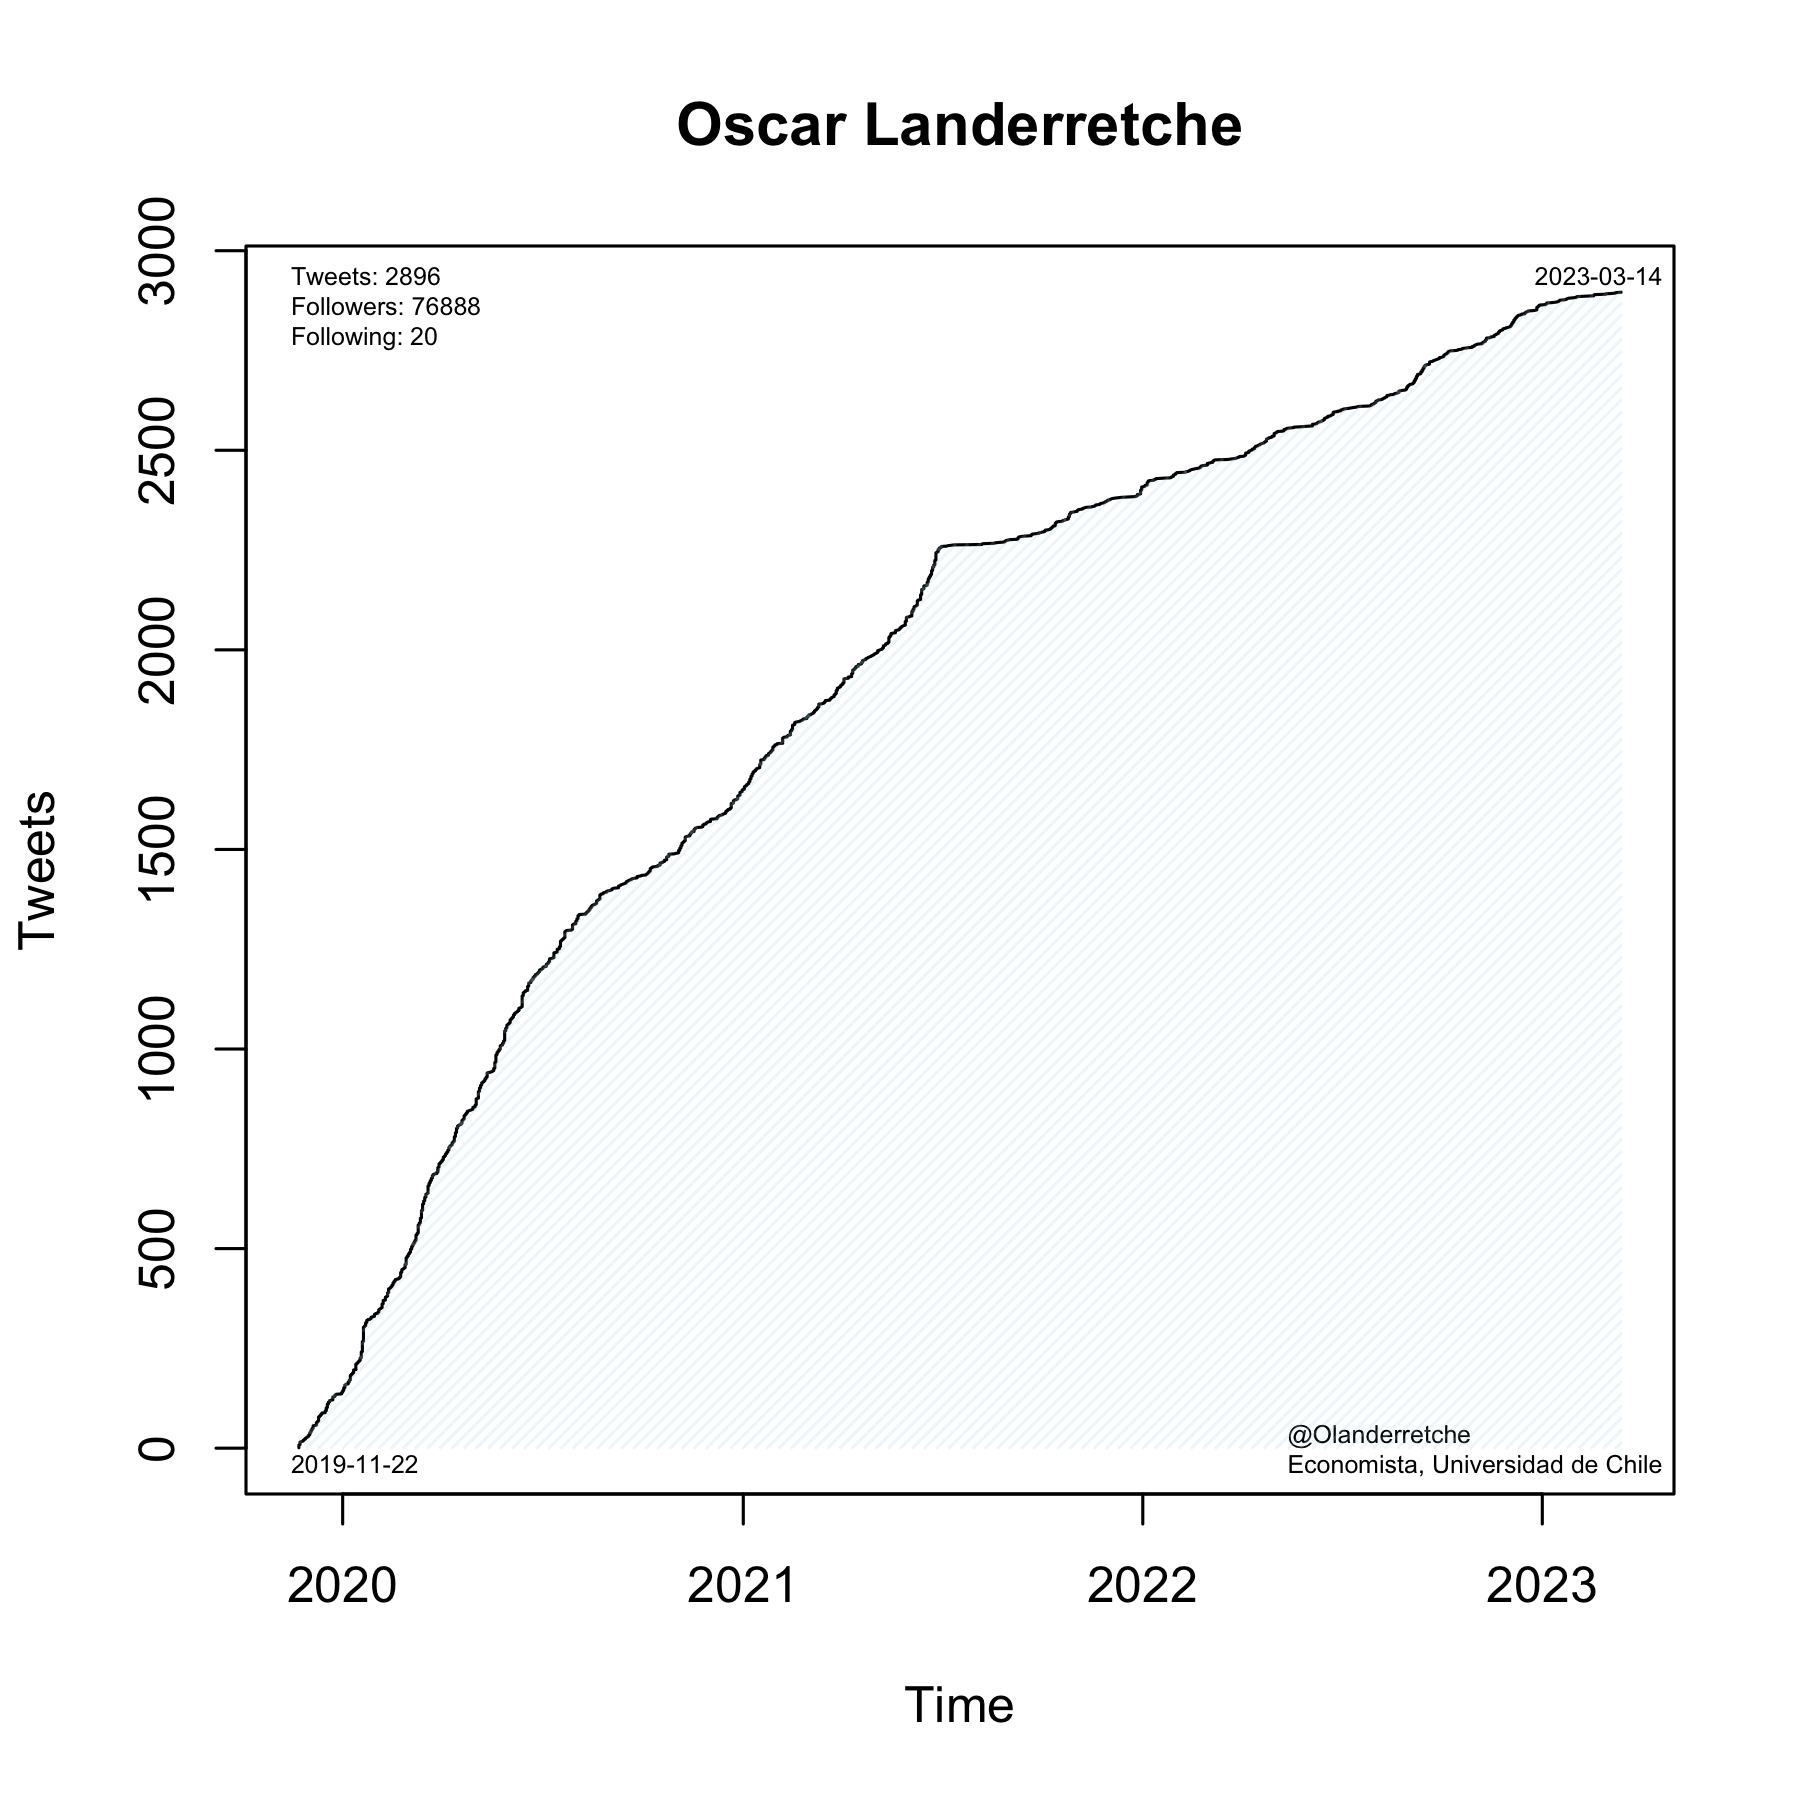 Oscar Landerretche
Tweets: 2896
Followers: 76888
Following: 20
2023-03-14
3000
2500
2000
1500
1000
500
0
Tweets
@Olanderretche
Economista, Universidad de Chile
2019-11-22
2020
2021
2022
2023
Time